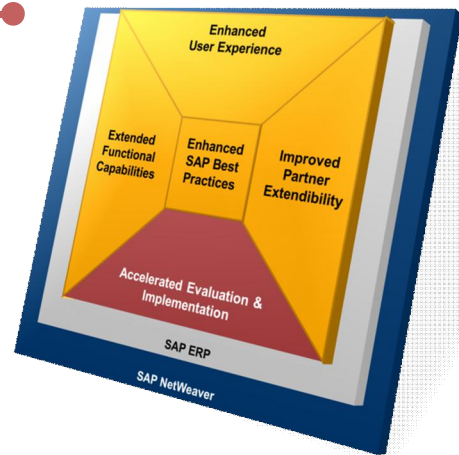 Enhanced
User Experience
Extended
Functional
Capabilities
Enhanced
SAP Best
Practices
Improved
Partner
Extendibility
Accelerated Evaluation &
Implementation
SAP ERP
SAP NetWeaver